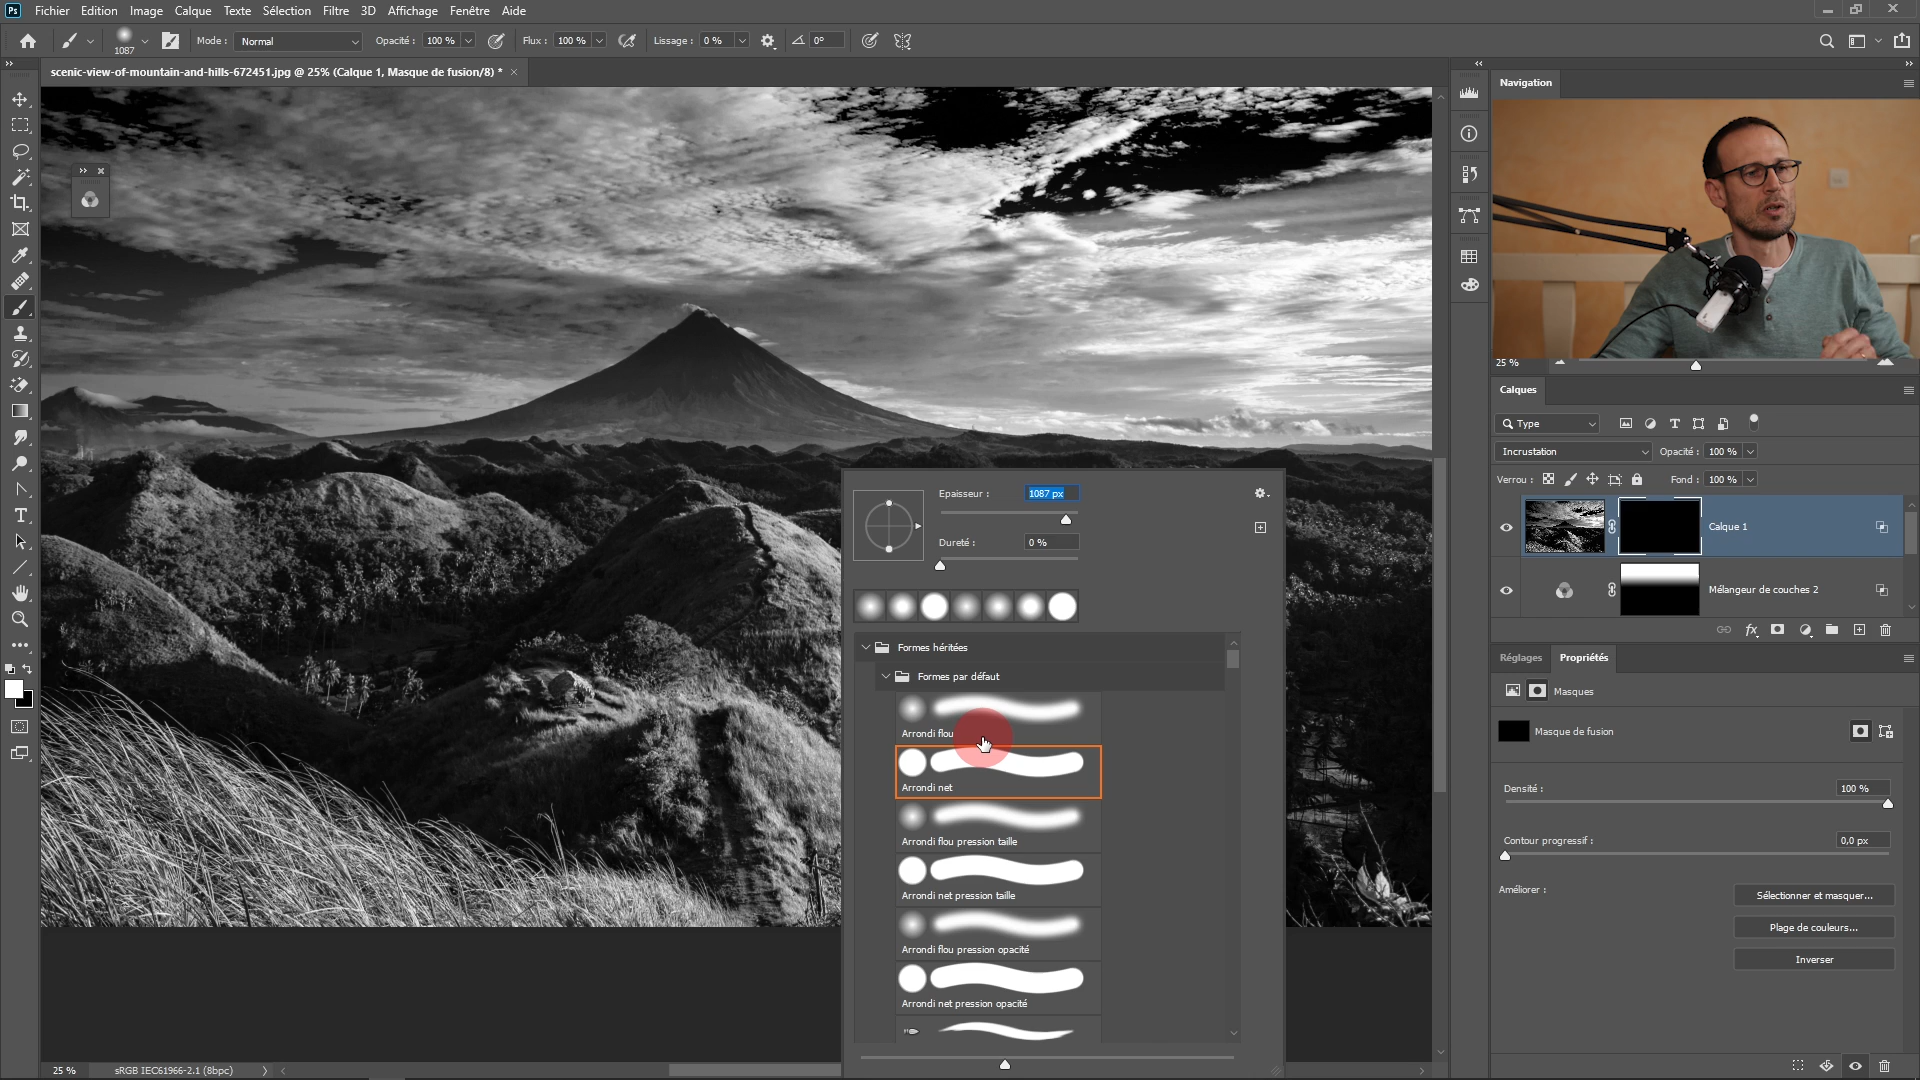 Ps Fichier Edition Image Calque Texte Sélection Filtre 3D Affichage Fenêtre Aide
1087 Mode : Normal Opacité : 100 % Flux : 100 % Lissage : 0 % 0°
scenic-view-of-mountain-and-hills-672451.jpg @ 25% (Calque 1, Masque de fusion/8) *
Navigation
25 %
Calques
Type
Incrustation Opacité : 100 %
Verrou : Fond : 100 %
Calque 1
Mélangeur de couches 2
fx
Réglages Propriétés
Masques
Masque de fusion
Densité : 100 %
Contour progressif : 0,0 px
Améliorer :
Sélectionner et masquer...
Plage de couleurs...
Inverser
Epaisseur : 1087 px
Dureté : 0 %
Formes héritées
Formes par défaut
Arrondi flou
Arrondi net
Arrondi flou pression taille
Arrondi net pression taille
Arrondi flou pression opacité
Arrondi net pression opacité
25 % sRGB IEC61966-2.1 (8bpc)